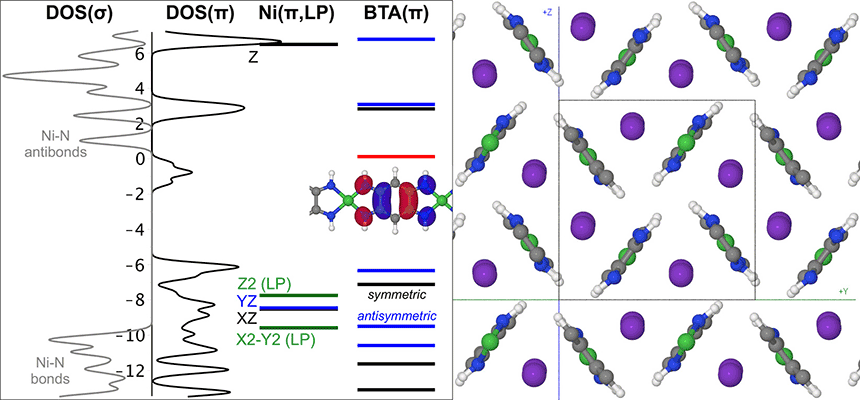 DOS(σ) DOS(π) Ni(π,LP) BTA(π)
6
Z
4
2
Ni-N
antibonds
0
-2
-4
-6
Z2 (LP)
-8
YZ
symmetric
XZ
antisymmetric
-10
X2-Y2 (LP)
Ni-N
bonds
-12
+Z
+Y